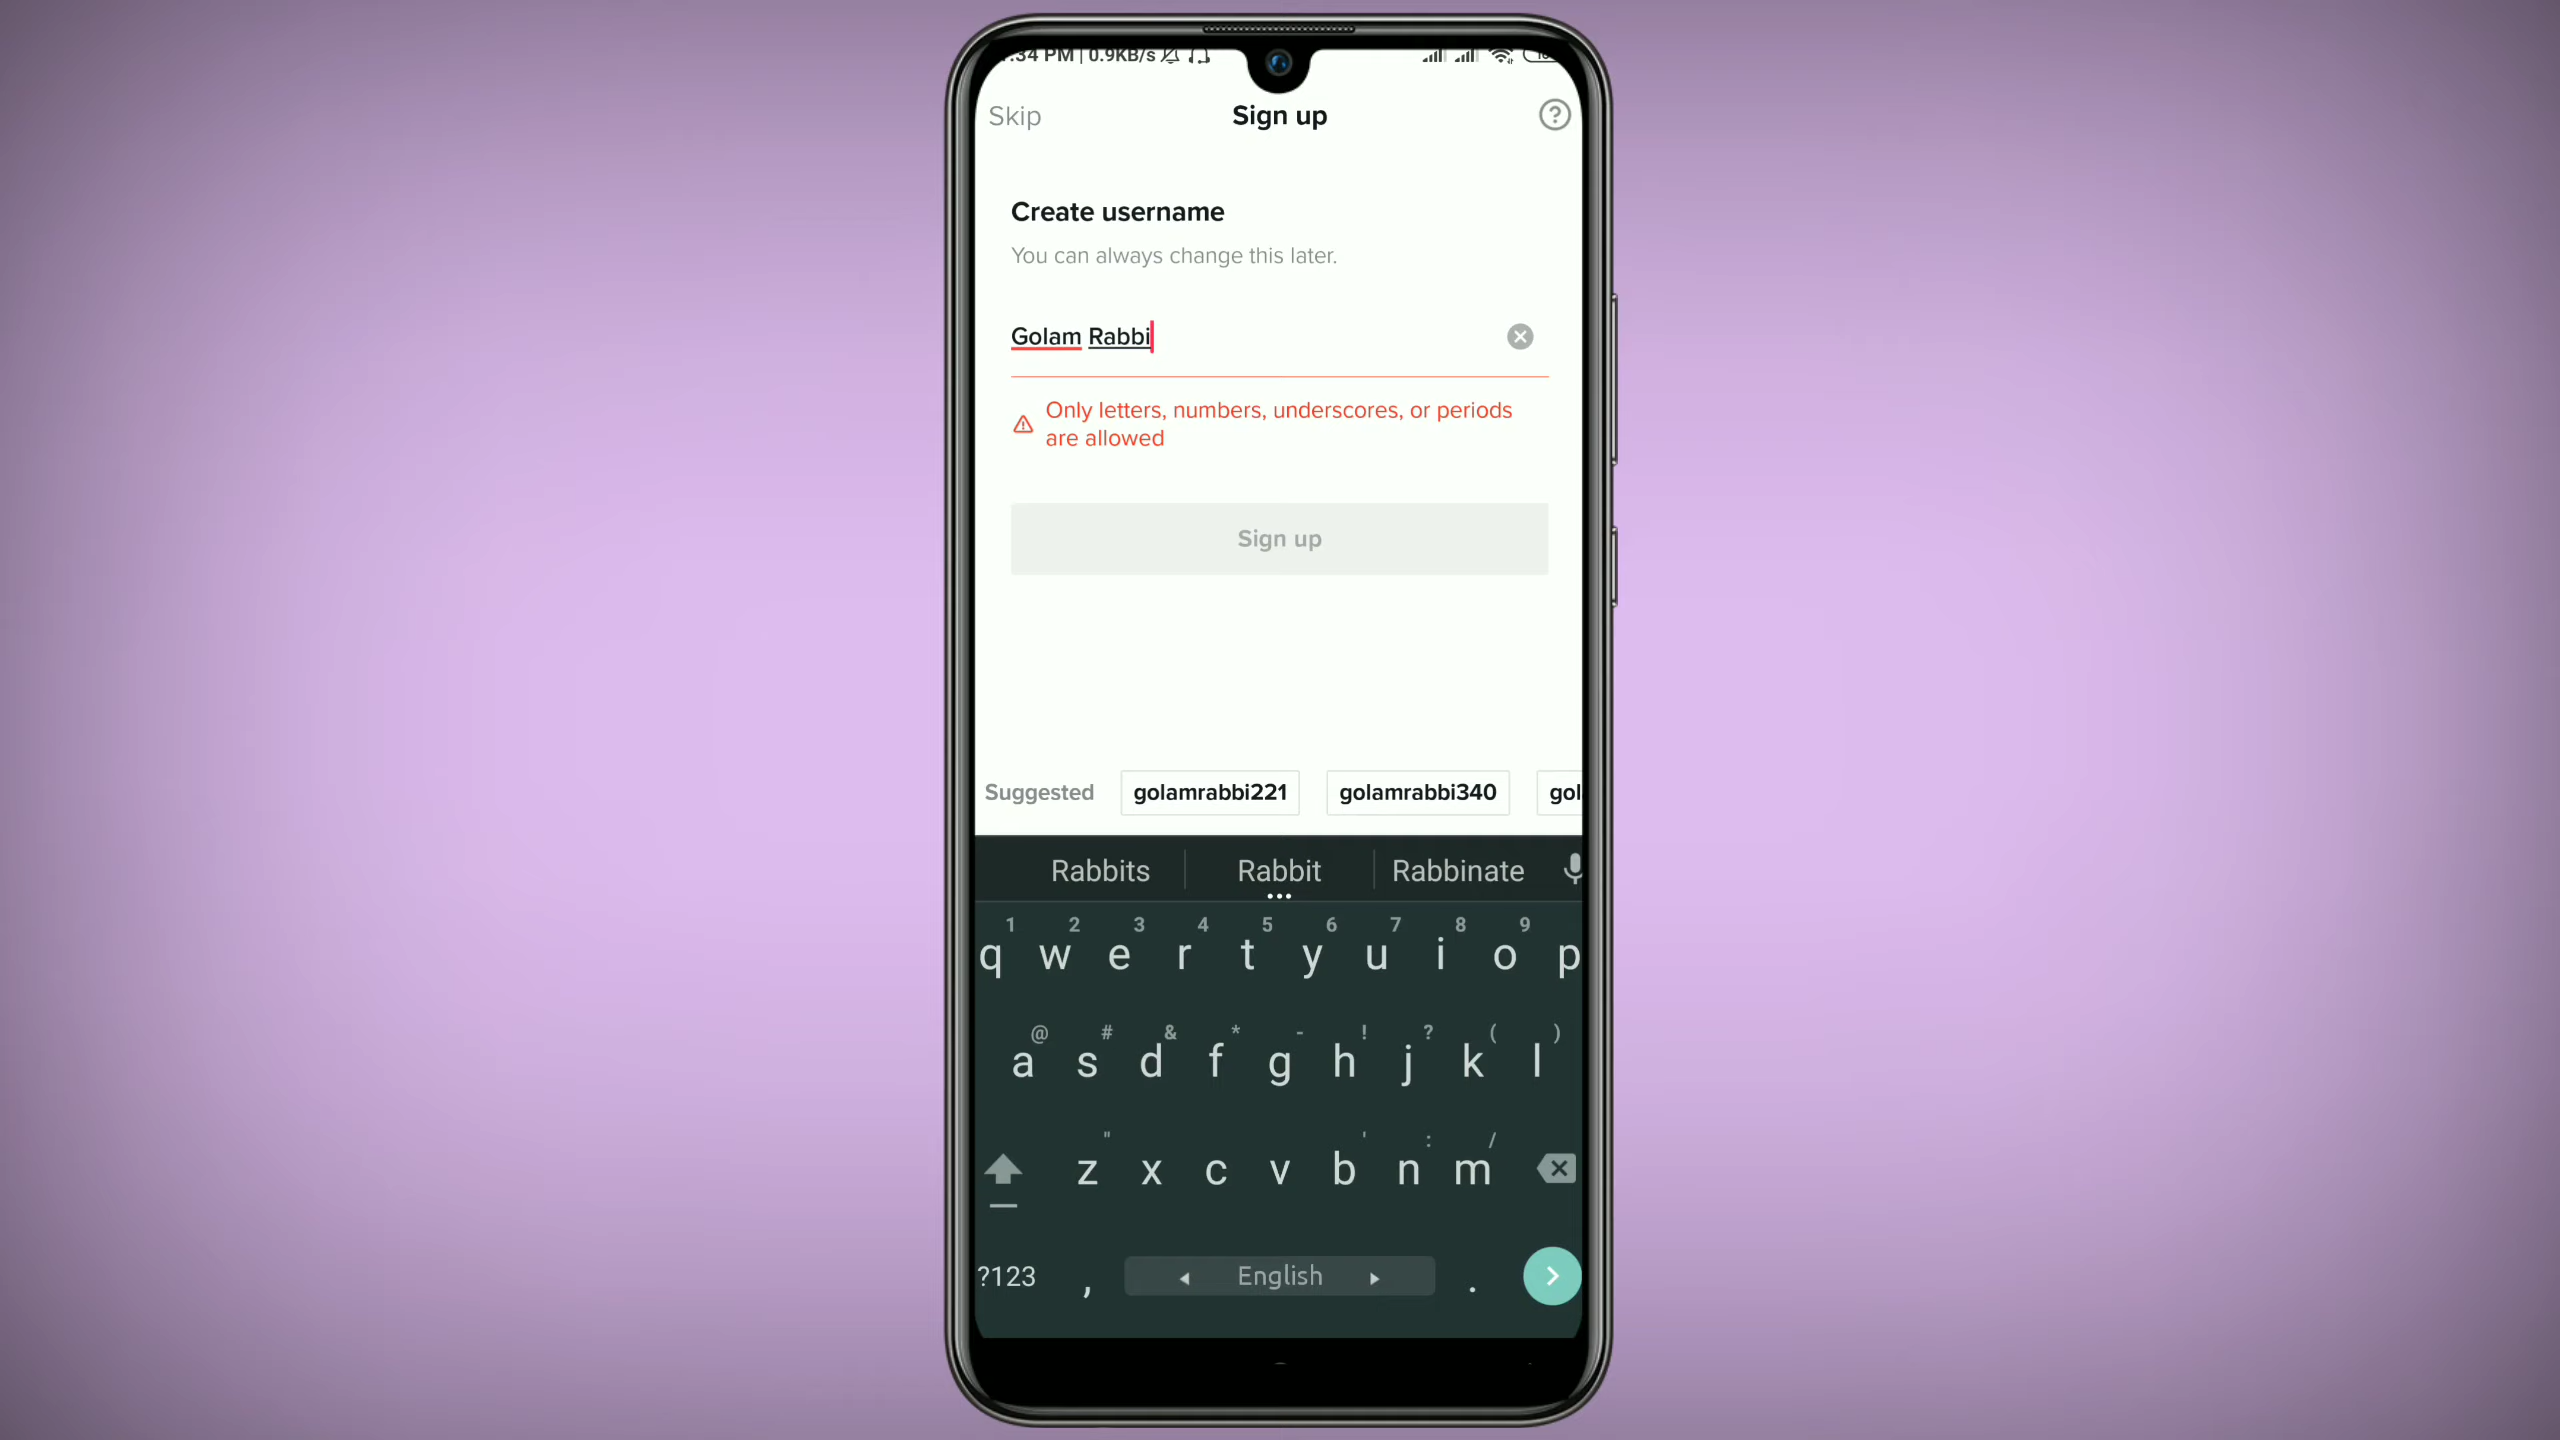 :34 PM | 0.9KB/s
Skip
Sign up
Create username
You can always change this later.
Golam Rabbi
Only letters, numbers, underscores, or periods
are allowed
Sign up
Suggested golamrabbi221 golamrabbi340 gol
Rabbits Rabbit Rabbinate
1 2 3 4 5 6 7 8 9
q w e r t y u i o p
@ # & * - ! ? ( )
a s d f g h j k l
" ' : /
z x c v b n m
?123 , English .